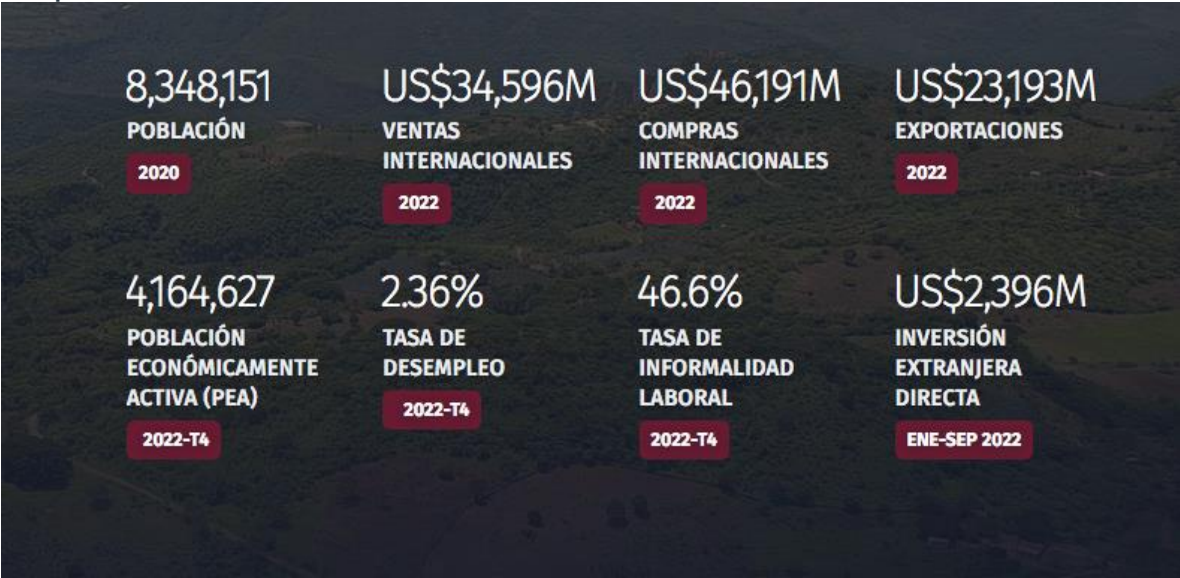 8,348,151
POBLACIÓN
2020
US$34,596M
VENTAS
INTERNACIONALES
2022
US$46,191M
COMPRAS
INTERNACIONALES
2022
US$23,193M
EXPORTACIONES
2022
4,164,627
POBLACIÓN
ECONÓMICAMENTE
ACTIVA (PEA)
2022-T4
2.36%
TASA DE
DESEMPLEO
2022-T4
46.6%
TASA DE
INFORMALIDAD
LABORAL
2022-T4
US$2,396M
INVERSIÓN
EXTRANJERA
DIRECTA
ENE-SEP 2022